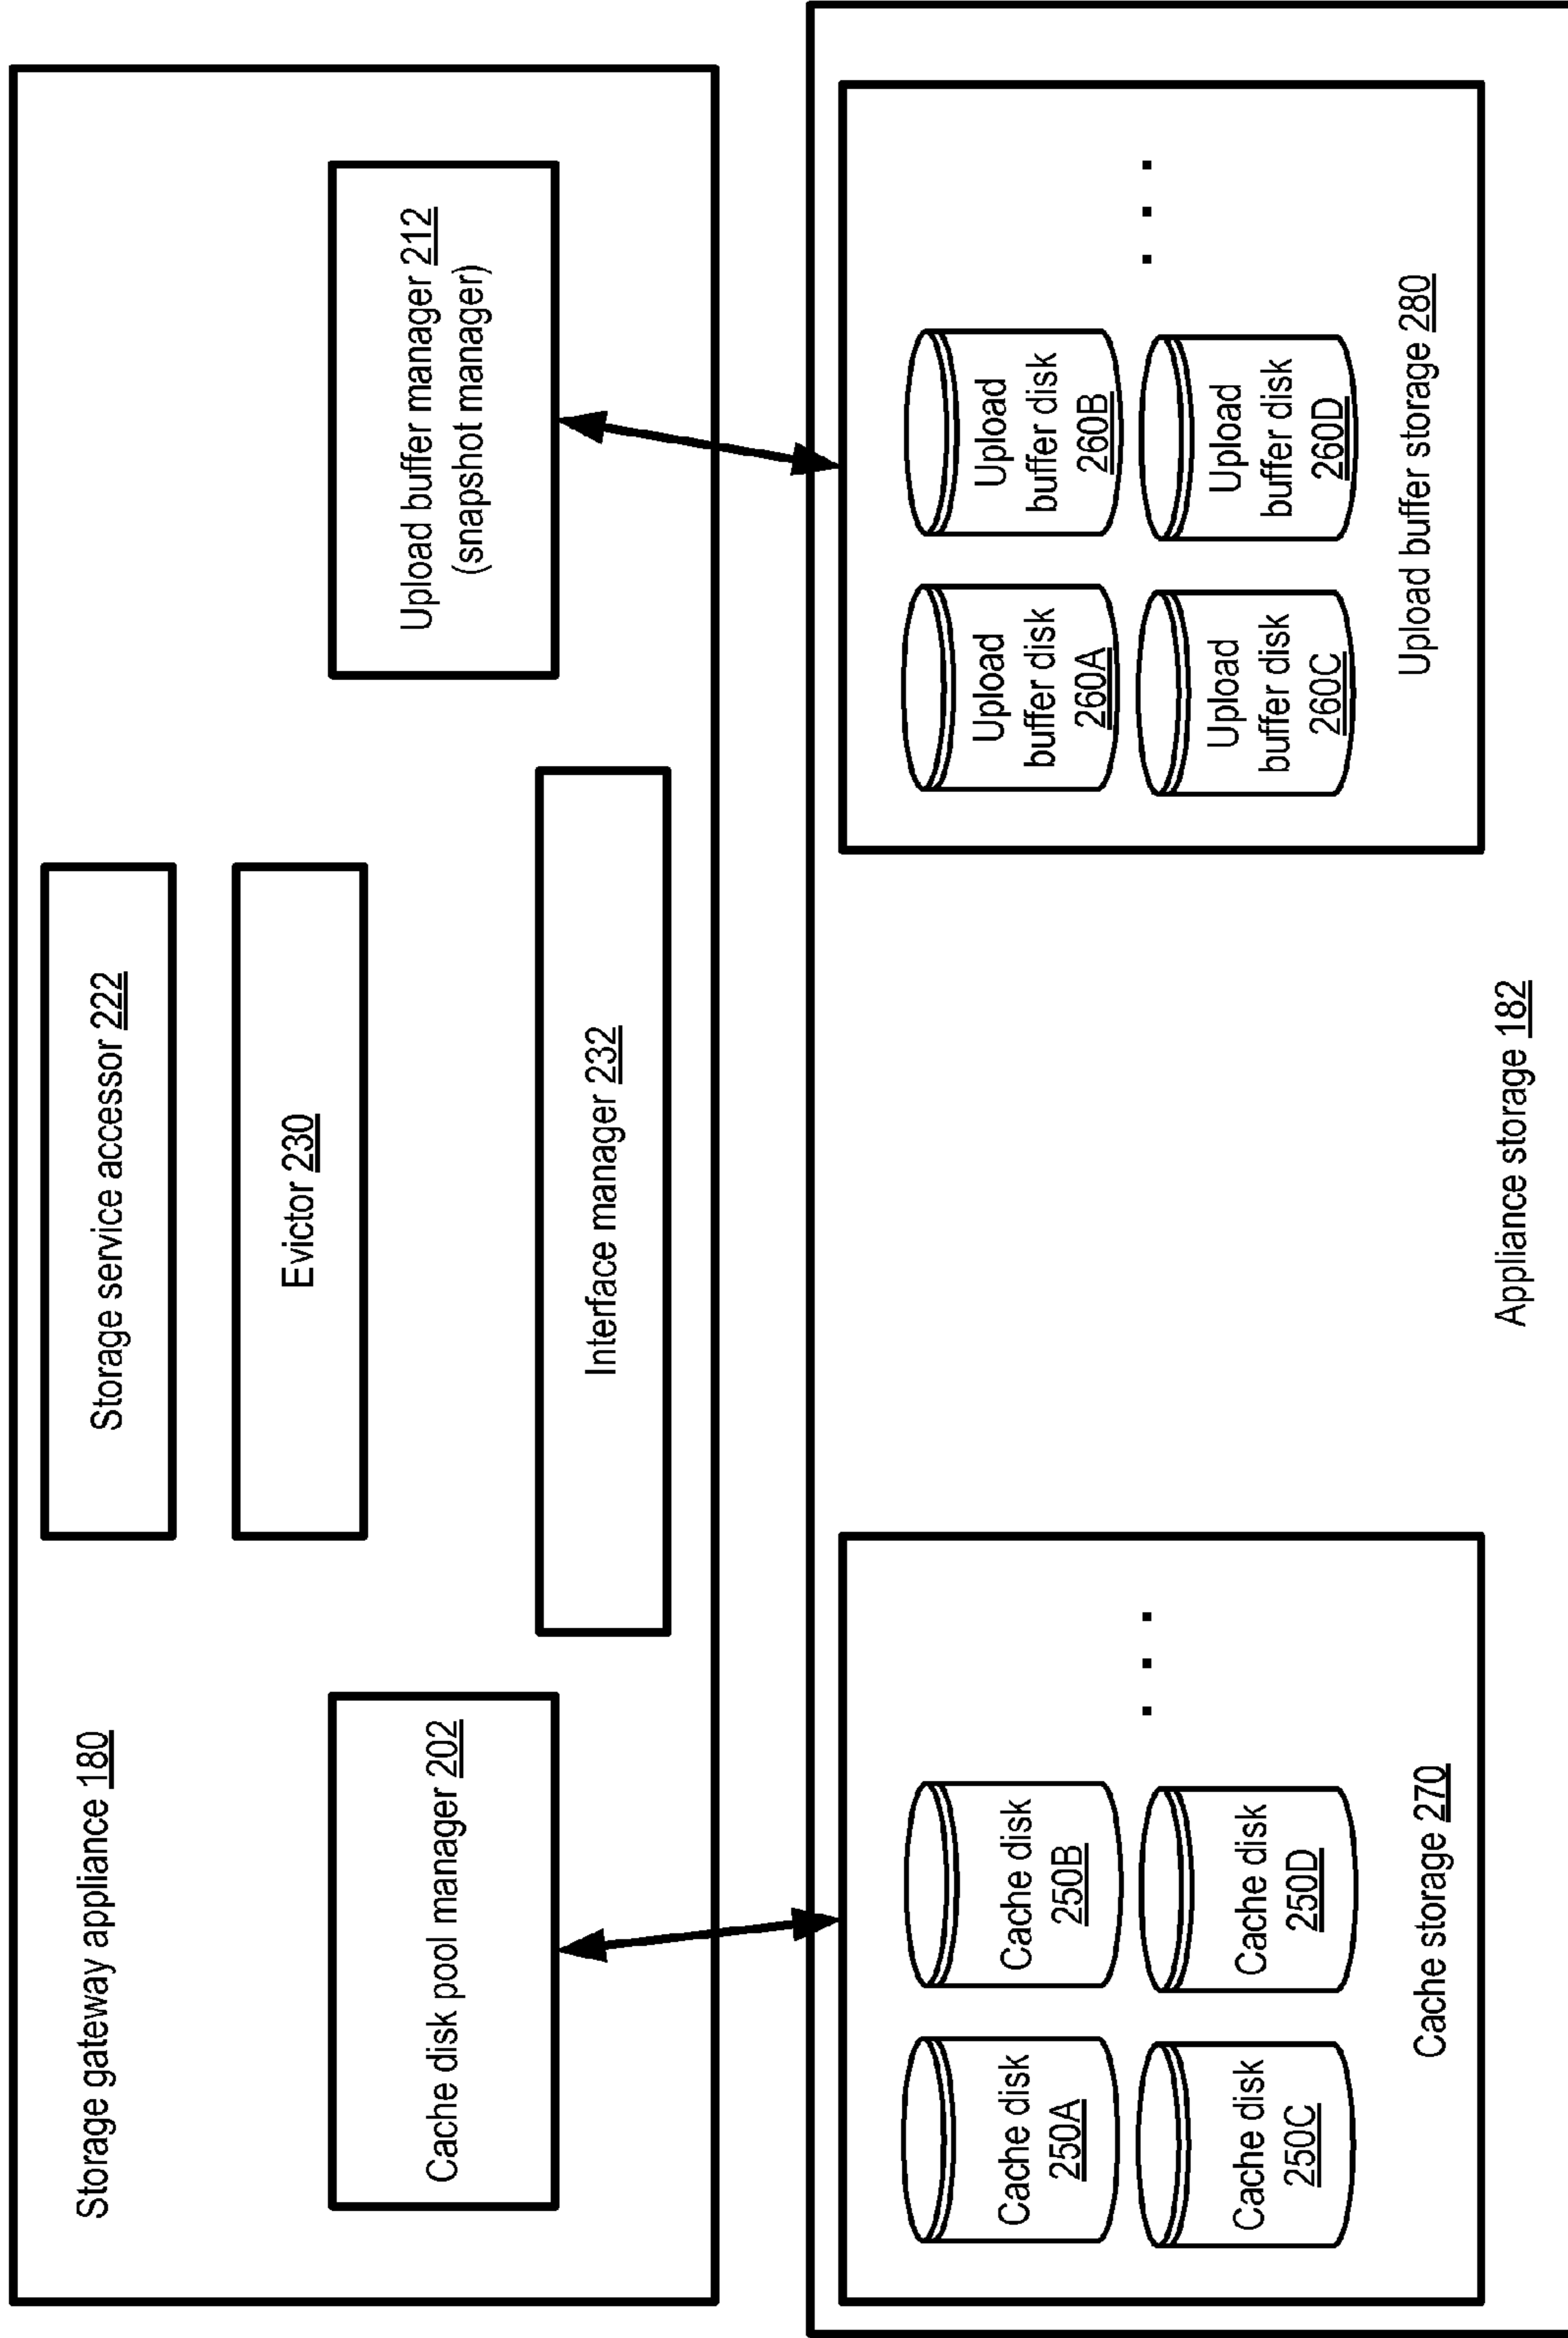 Storage gateway appliance 180
Storage service accessor 222
Evictor 230
Cache disk pool manager 202
Upload buffer manager 212
(snapshot manager)
Interface manager 232
Cache disk
250A
Cache disk
250B
Cache disk
250C
Cache disk
250D
. . .
Cache storage 270
Upload
buffer disk
260A
Upload
buffer disk
260B
Upload
buffer disk
260C
Upload
buffer disk
260D
. . .
Upload buffer storage 280
Appliance storage 182